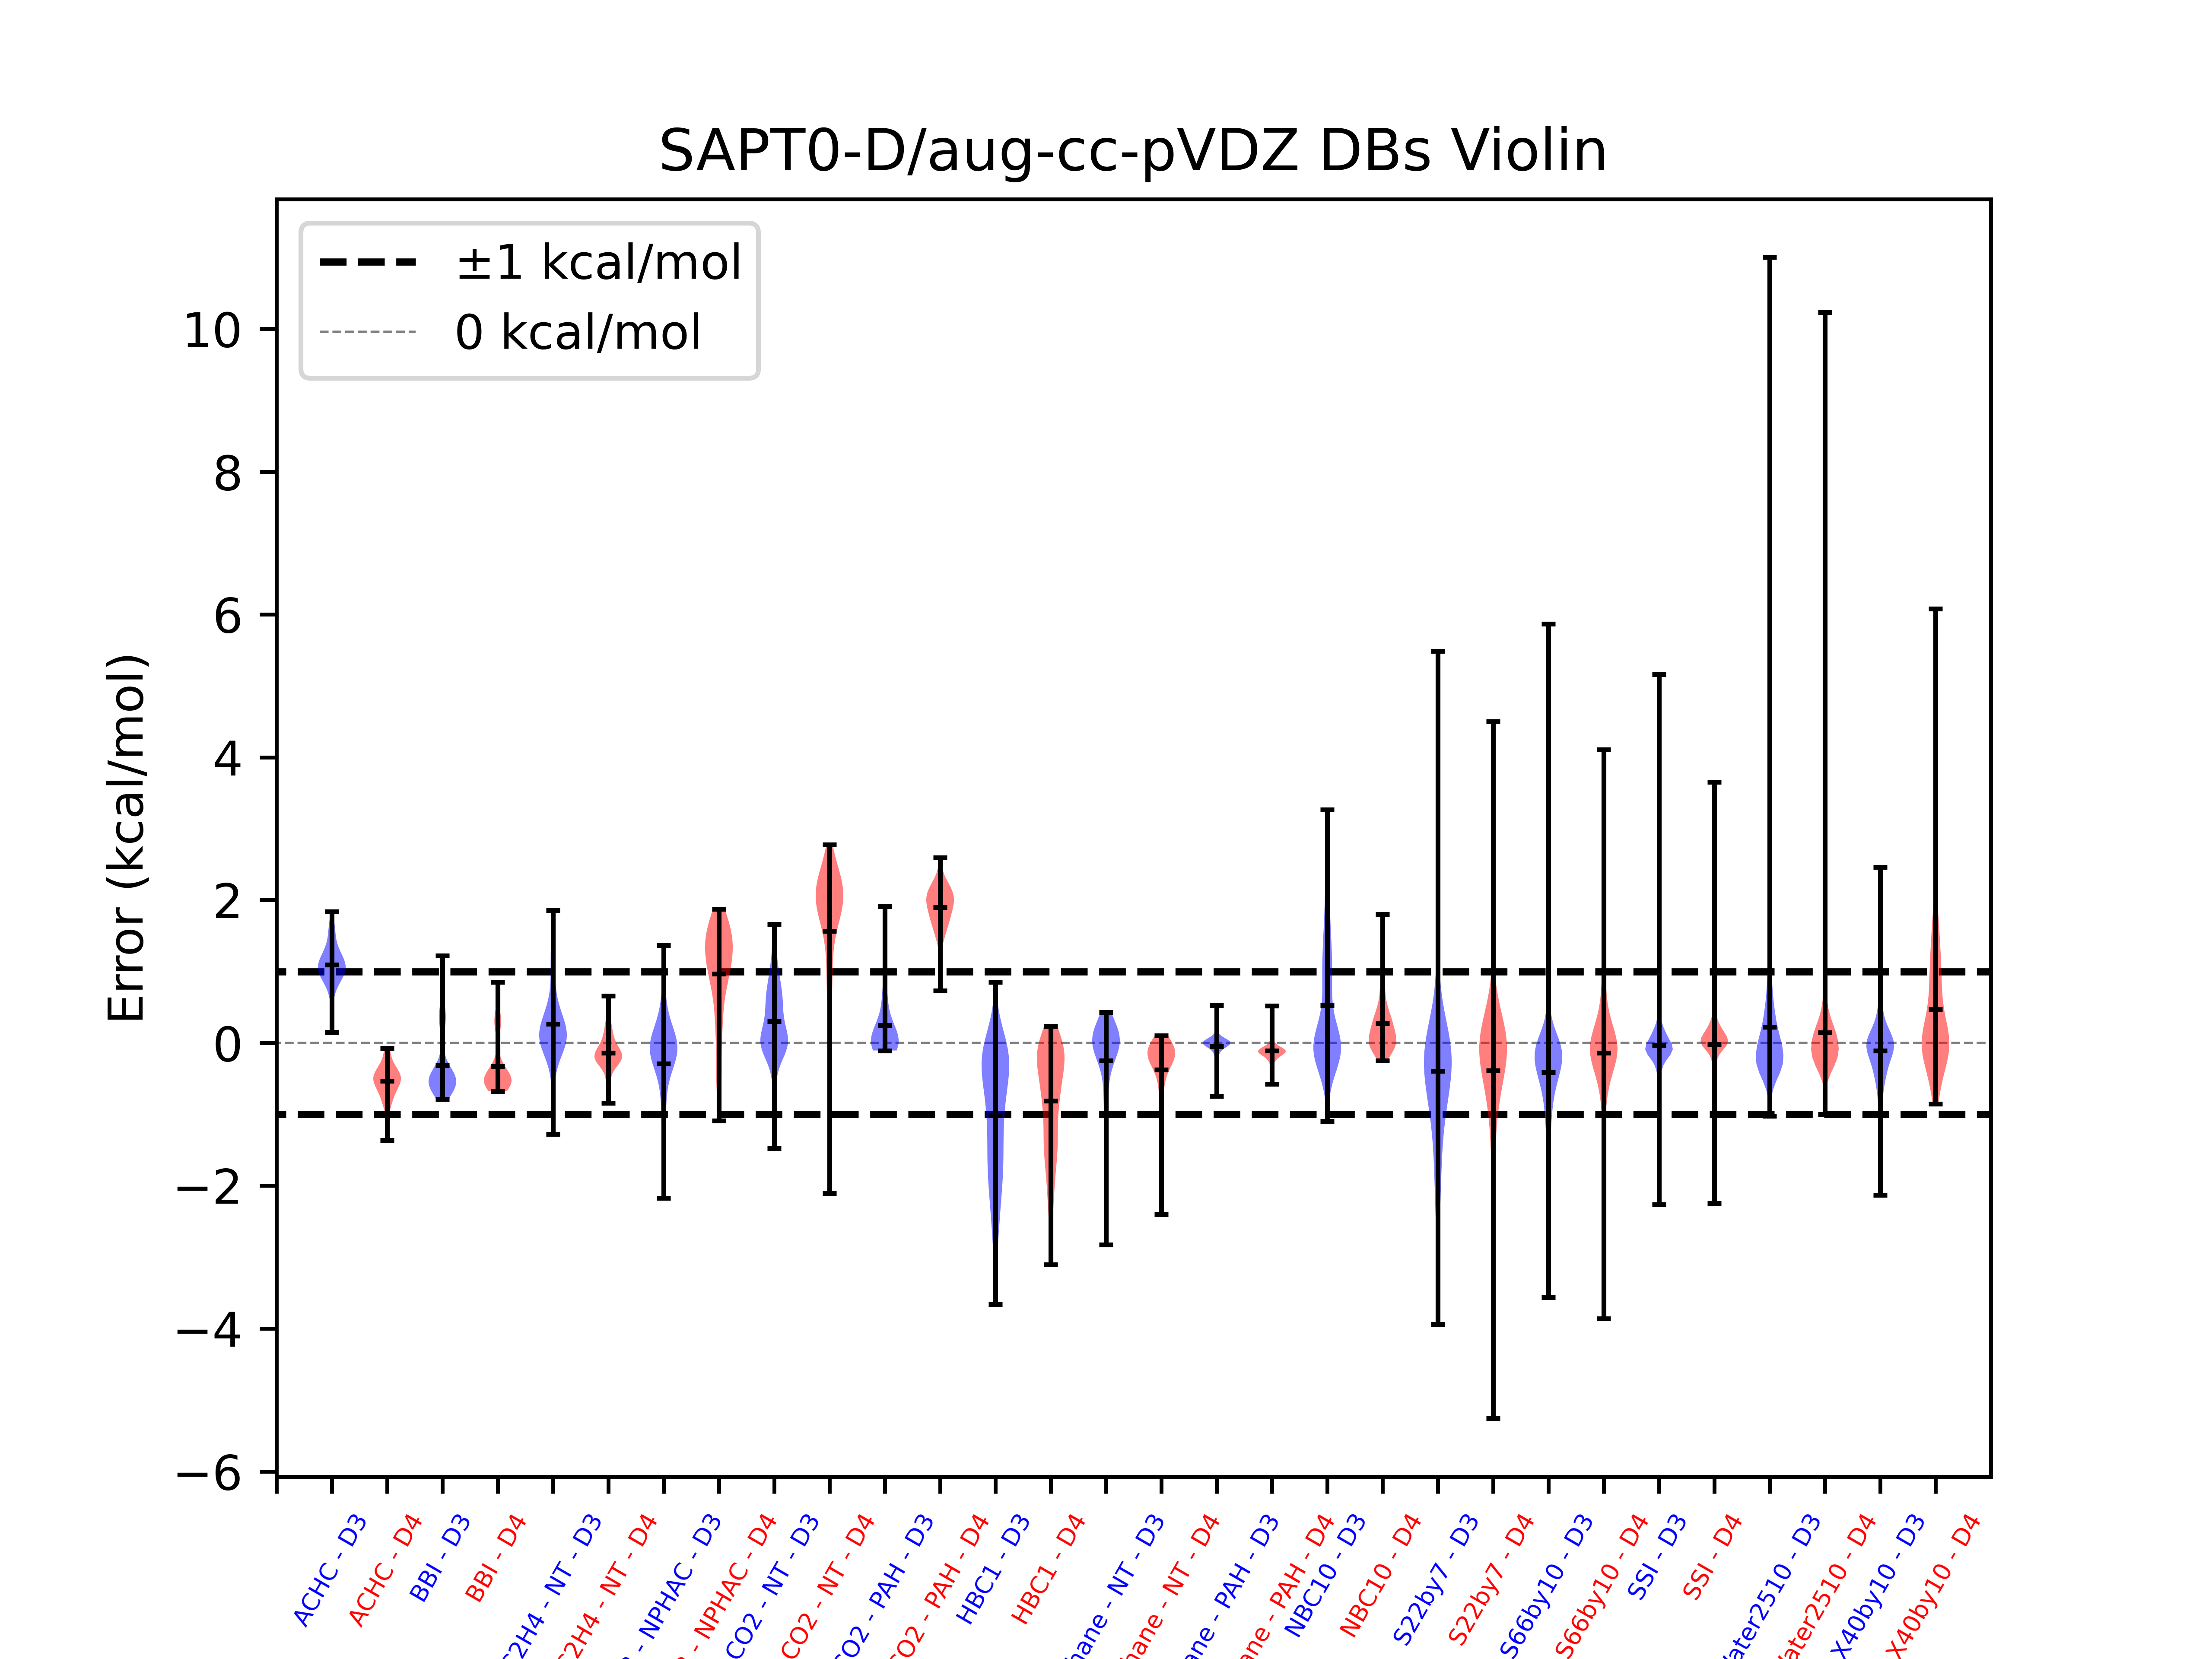 SAPT0-D/aug-cc-pVDZ DBs Violin
±1 kcal/mol
0 kcal/mol
Error (kcal/mol)
10
8
6
4
2
0
−2
−4
−6
ACHC - D3
ACHC - D4
BBI - D3
BBI - D4
C2H4 - NT - D3
C2H4 - NT - D4
- NPHAC - D3
- NPHAC - D4
CO2 - NT - D3
CO2 - NT - D4
CO2 - PAH - D3
CO2 - PAH - D4
HBC1 - D3
HBC1 - D4
hane - NT - D3
hane - NT - D4
ane - PAH - D3
ane - PAH - D4
NBC10 - D3
NBC10 - D4
S22by7 - D3
S22by7 - D4
S66by10 - D3
S66by10 - D4
SSI - D3
SSI - D4
ater2510 - D3
ater2510 - D4
X40by10 - D3
X40by10 - D4